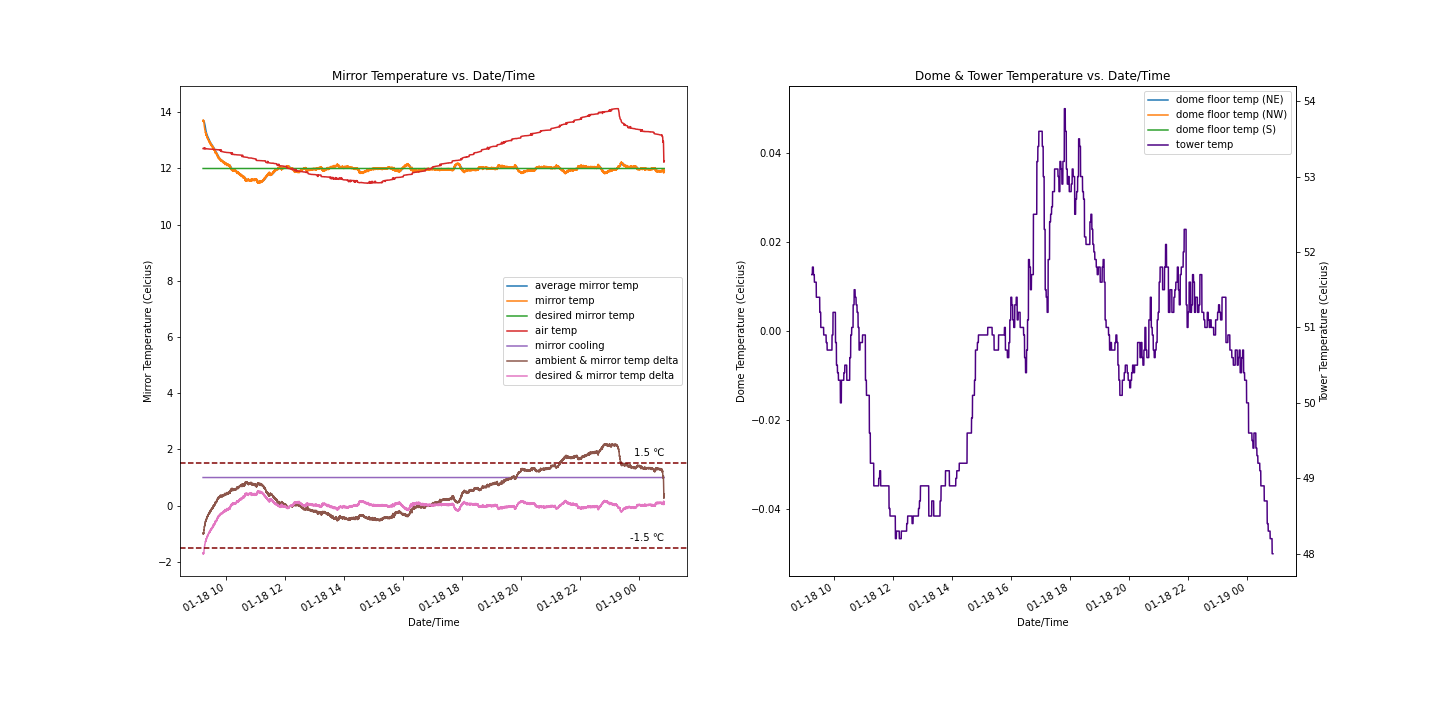 Mirror Temperature vs. Date/Time
Mirror Temperature (Celcius)
14
12
10
8
6
4
2
0
−2
average mirror temp
mirror temp
desired mirror temp
air temp
mirror cooling
ambient & mirror temp delta
desired & mirror temp delta
1.5 ℃
-1.5 ℃
01-18 10
01-18 12
01-18 14
01-18 16
01-18 18
01-18 20
01-18 22
01-19 00
Date/Time
Dome & Tower Temperature vs. Date/Time
Dome Temperature (Celcius)
0.04
0.02
0.00
−0.02
−0.04
dome floor temp (NE)
dome floor temp (NW)
dome floor temp (S)
tower temp
54
53
52
51
50
49
48
Tower Temperature (Celcius)
01-18 10
01-18 12
01-18 14
01-18 16
01-18 18
01-18 20
01-18 22
01-19 00
Date/Time